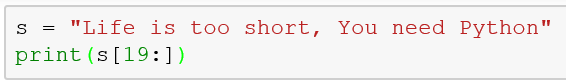 s = "Life is too short, You need Python"
print(s[19:])